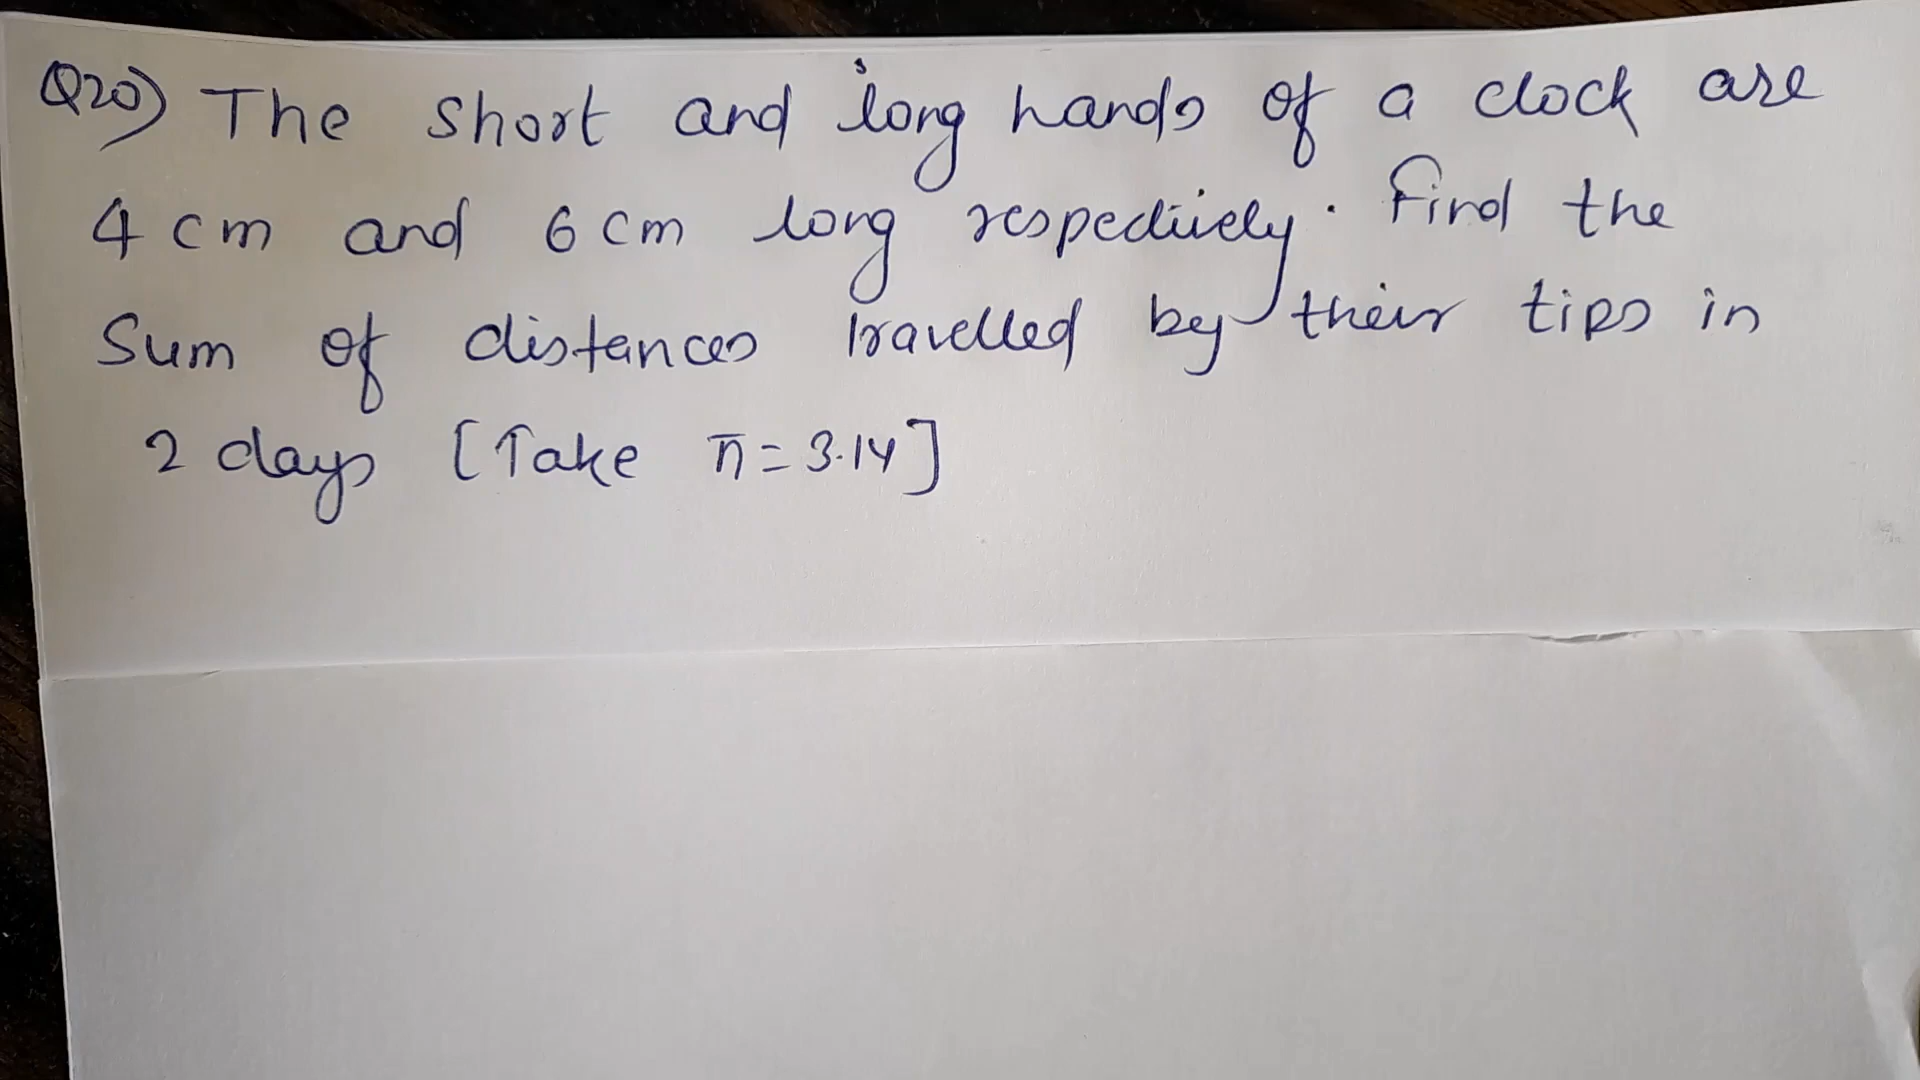 Q20) The short and long hands of a clock are
4 cm and 6 cm long respectively. Find the
Sum of distances travelled by their tips in
2 days [Take π = 3.14]